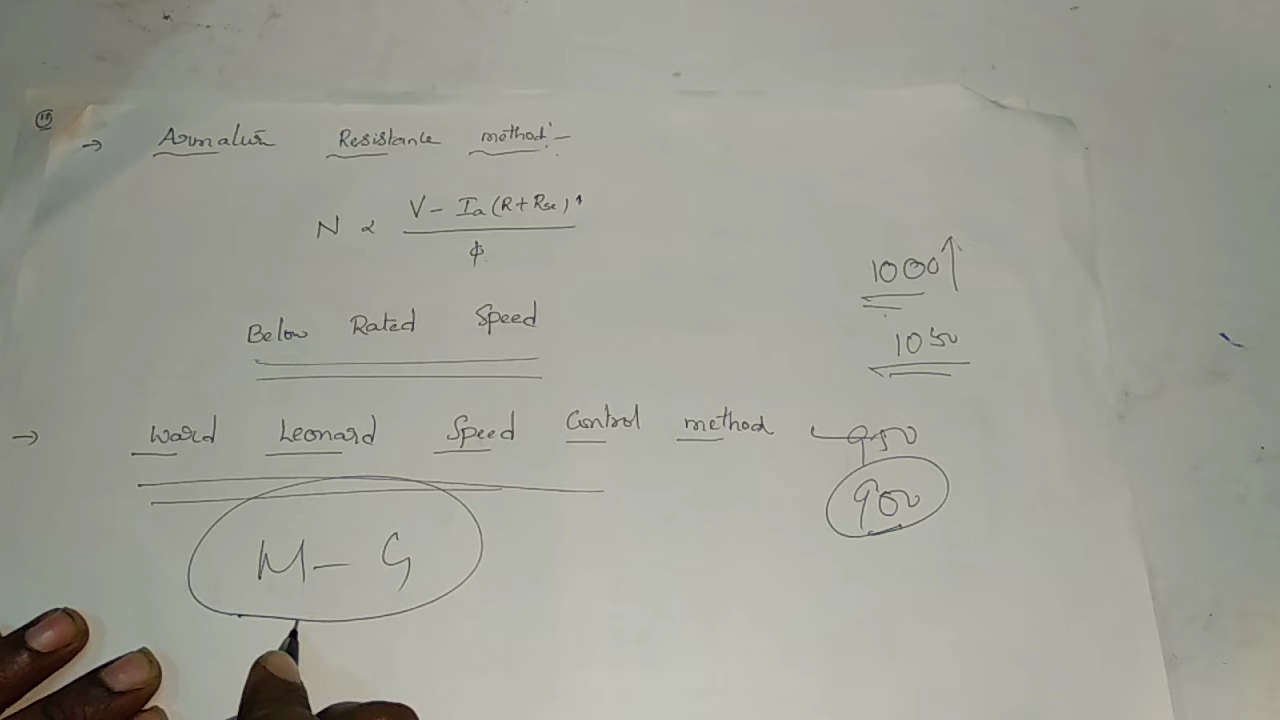 → Armature Resistance method:-
N ∝ V - Ia (R + Rse) ↑ / φ
Below Rated Speed
1000 ↑
1050
→ Ward Leonard Speed Control method
950
900
M - G